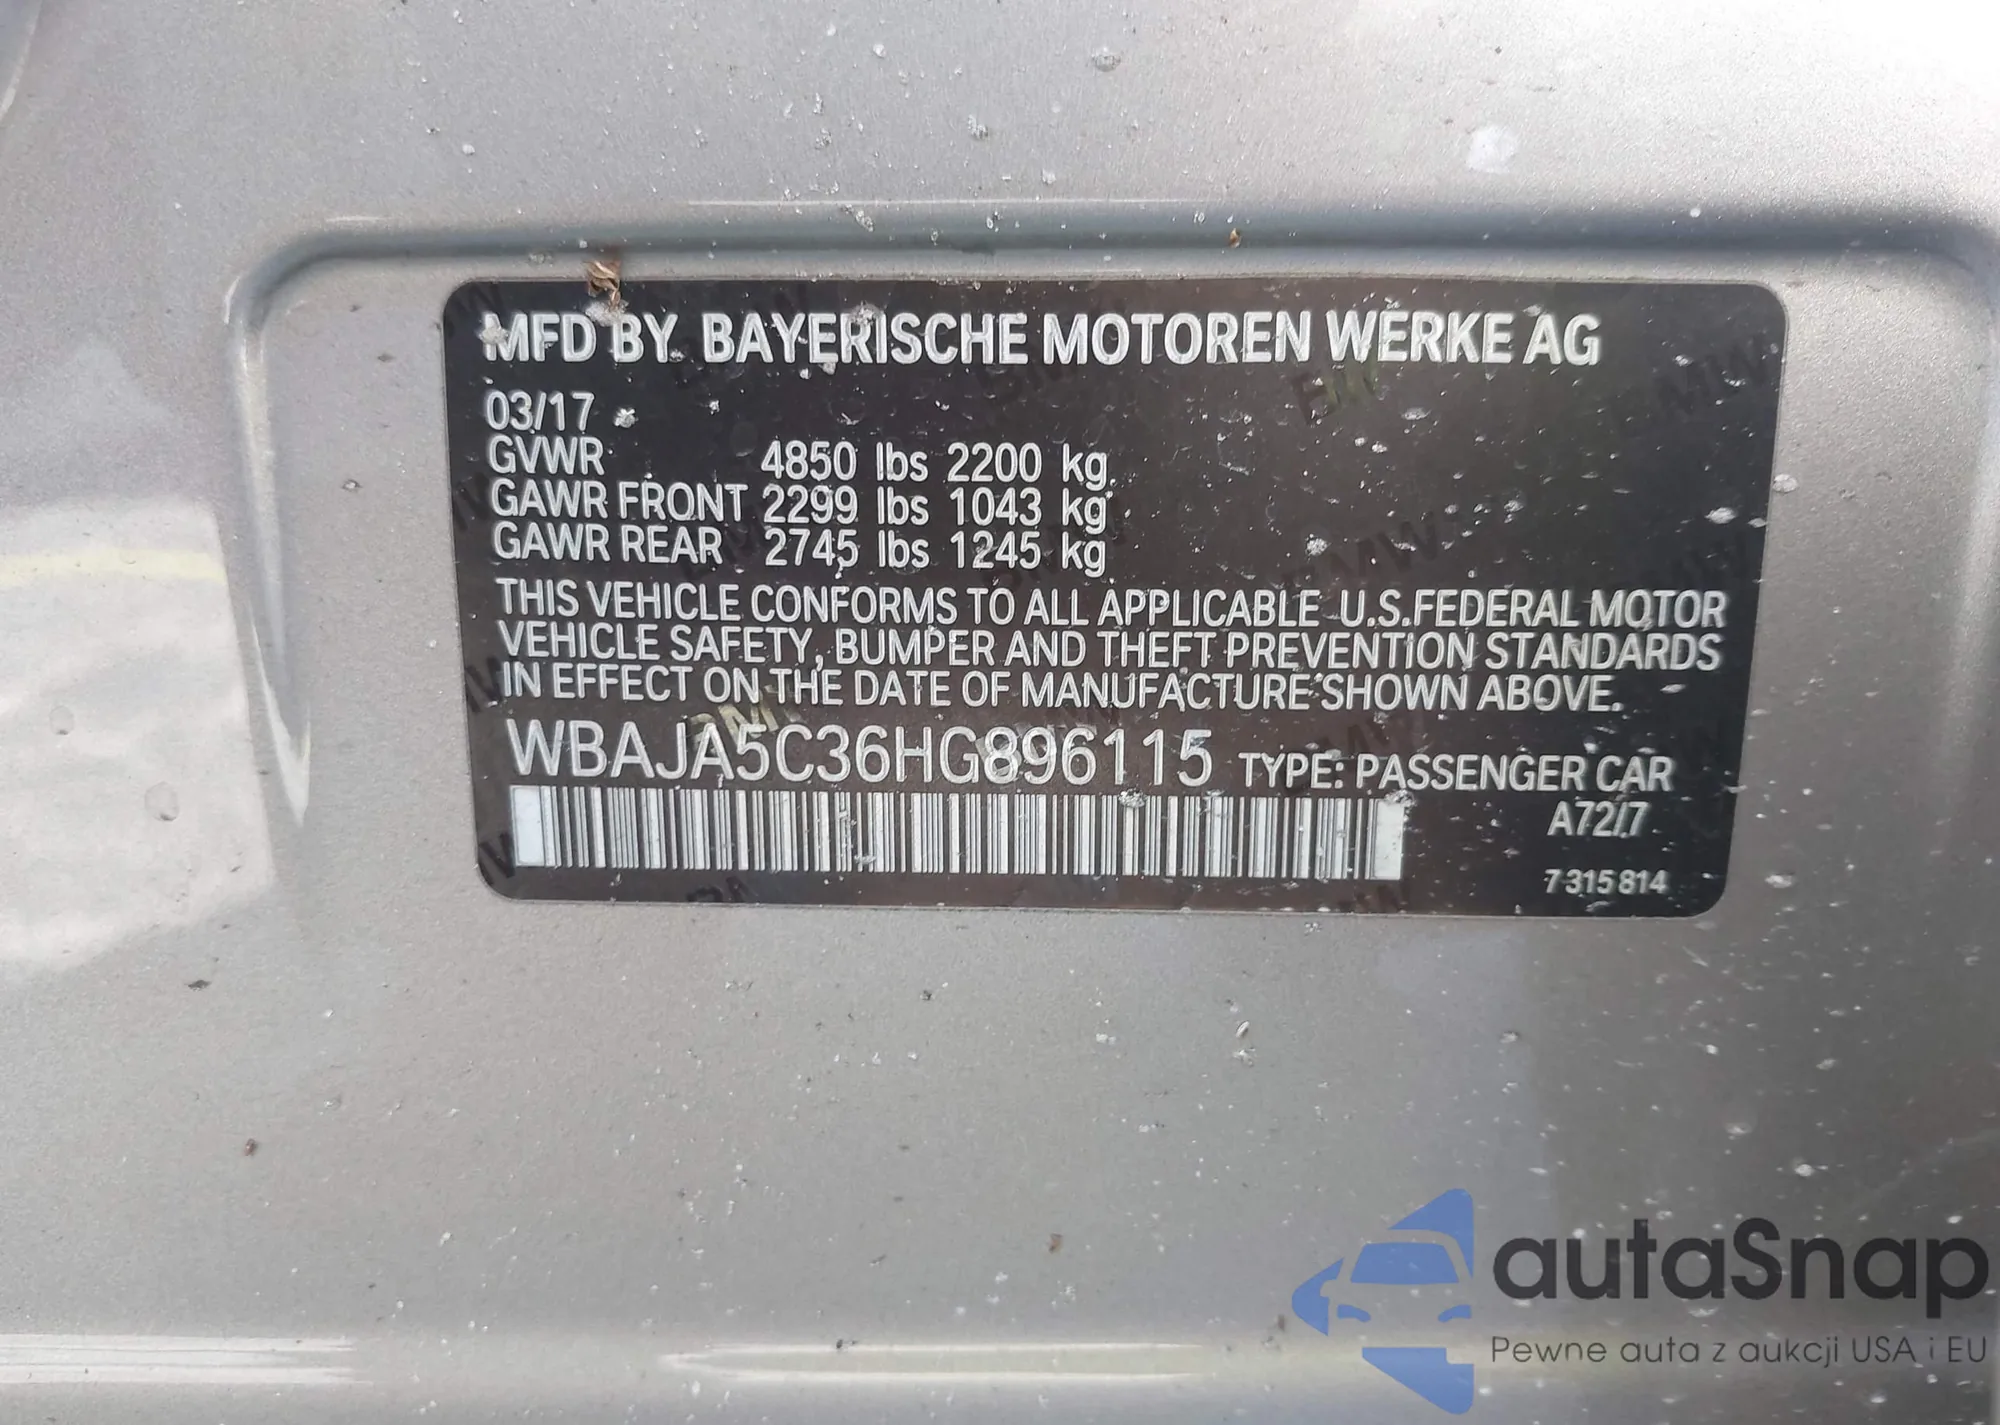 MFD BY BAYERISCHE MOTOREN WERKE AG
03/17
GVWR 4850 lbs 2200 kg
GAWR FRONT 2299 lbs 1043 kg
GAWR REAR 2745 lbs 1245 kg
THIS VEHICLE CONFORMS TO ALL APPLICABLE U.S.FEDERAL MOTOR
VEHICLE SAFETY, BUMPER AND THEFT PREVENTION STANDARDS
IN EFFECT ON THE DATE OF MANUFACTURE SHOWN ABOVE.
WBAJA5C36HG896115 TYPE: PASSENGER CAR
A72/7
7 315 814
autaSnap
Pewne auta z aukcji USA i EU